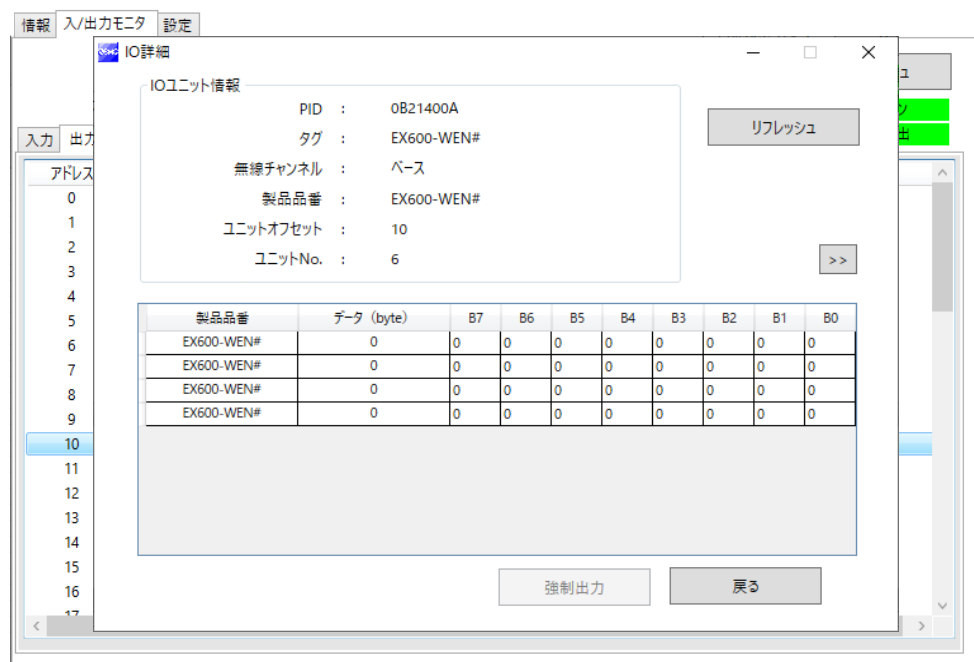 情報 入/出力モニタ 設定
IO詳細
IOユニット情報
PID : 0B21400A
タグ : EX600-WEN#
無線チャンネル : ベース
製品品番 : EX600-WEN#
ユニットオフセット : 10
ユニットNo. : 6
リフレッシュ
>>
入力 出力
アドレス
0
1
2
3
4
5
6
7
8
9
10
11
12
13
14
15
16
17
製品品番 データ (byte) B7 B6 B5 B4 B3 B2 B1 B0
EX600-WEN# 0 0 0 0 0 0 0 0 0
EX600-WEN# 0 0 0 0 0 0 0 0 0
EX600-WEN# 0 0 0 0 0 0 0 0 0
EX600-WEN# 0 0 0 0 0 0 0 0 0
強制出力 戻る